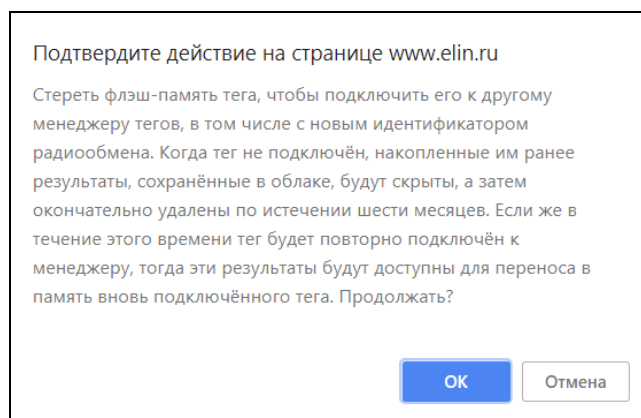 Подтвердите действие на странице www.elin.ru
Стереть флэш-память тега, чтобы подключить его к другому
менеджеру тегов, в том числе с новым идентификатором
радиообмена. Когда тег не подключён, накопленные им ранее
результаты, сохранённые в облаке, будут скрыты, а затем
окончательно удалены по истечении шести месяцев. Если же в
течение этого времени тег будет повторно подключён к
менеджеру, тогда эти результаты будут доступны для переноса в
память вновь подключённого тега. Продолжать?
ОК Отмена